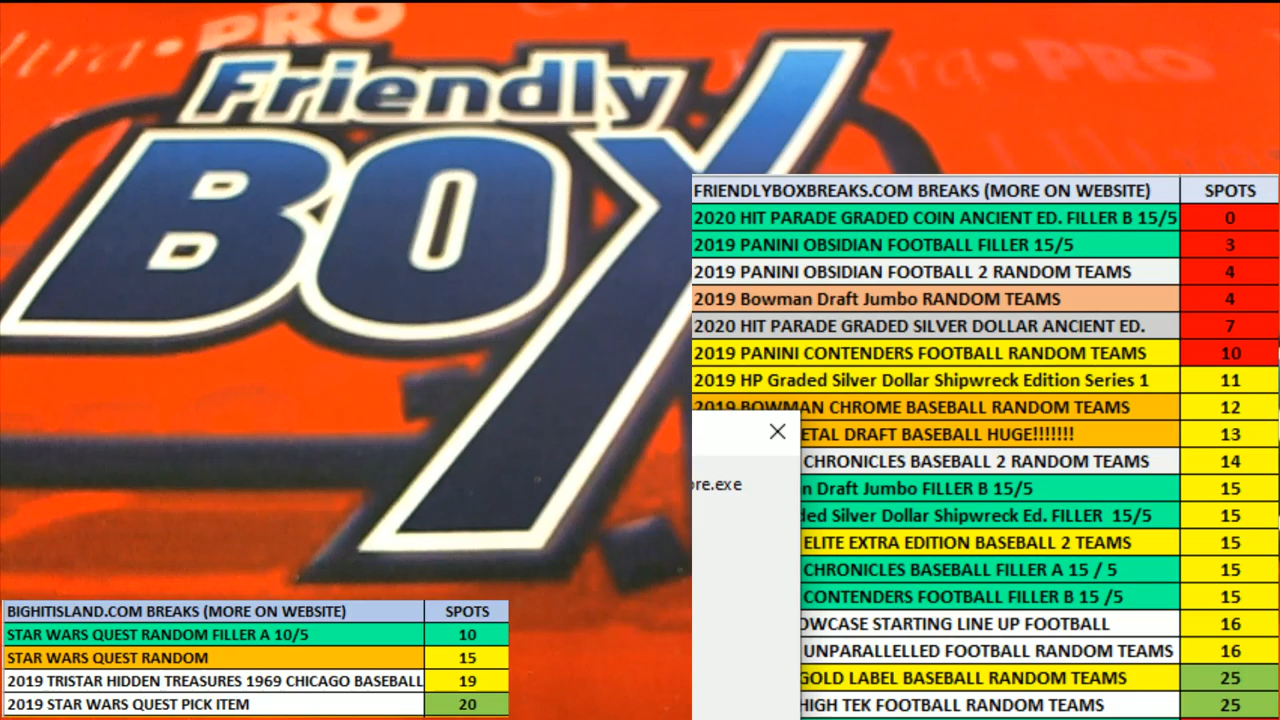 ltra•PRO
Friendly
BOX
tra•PRO
Ultra
FRIENDLYBOXBREAKS.COM BREAKS (MORE ON WEBSITE) SPOTS
2020 HIT PARADE GRADED COIN ANCIENT ED. FILLER B 15/5 0
2019 PANINI OBSIDIAN FOOTBALL FILLER 15/5 3
2019 PANINI OBSIDIAN FOOTBALL 2 RANDOM TEAMS 4
2019 Bowman Draft Jumbo RANDOM TEAMS 4
2020 HIT PARADE GRADED SILVER DOLLAR ANCIENT ED. 7
2019 PANINI CONTENDERS FOOTBALL RANDOM TEAMS 10
2019 HP Graded Silver Dollar Shipwreck Edition Series 1 11
2019 BOWMAN CHROME BASEBALL RANDOM TEAMS 12
ETAL DRAFT BASEBALL HUGE!!!!!!! 13
CHRONICLES BASEBALL 2 RANDOM TEAMS 14
n Draft Jumbo FILLER B 15/5 15
ded Silver Dollar Shipwreck Ed. FILLER 15/5 15
ELITE EXTRA EDITION BASEBALL 2 TEAMS 15
CHRONICLES BASEBALL FILLER A 15 / 5 15
CONTENDERS FOOTBALL FILLER B 15 /5 15
OWCASE STARTING LINE UP FOOTBALL 16
UNPARALLELLED FOOTBALL RANDOM TEAMS 16
GOLD LABEL BASEBALL RANDOM TEAMS 25
HIGH TEK FOOTBALL RANDOM TEAMS 25
ore.exe
BIGHITISLAND.COM BREAKS (MORE ON WEBSITE) SPOTS
STAR WARS QUEST RANDOM FILLER A 10/5 10
STAR WARS QUEST RANDOM 15
2019 TRISTAR HIDDEN TREASURES 1969 CHICAGO BASEBALL 19
2019 STAR WARS QUEST PICK ITEM 20